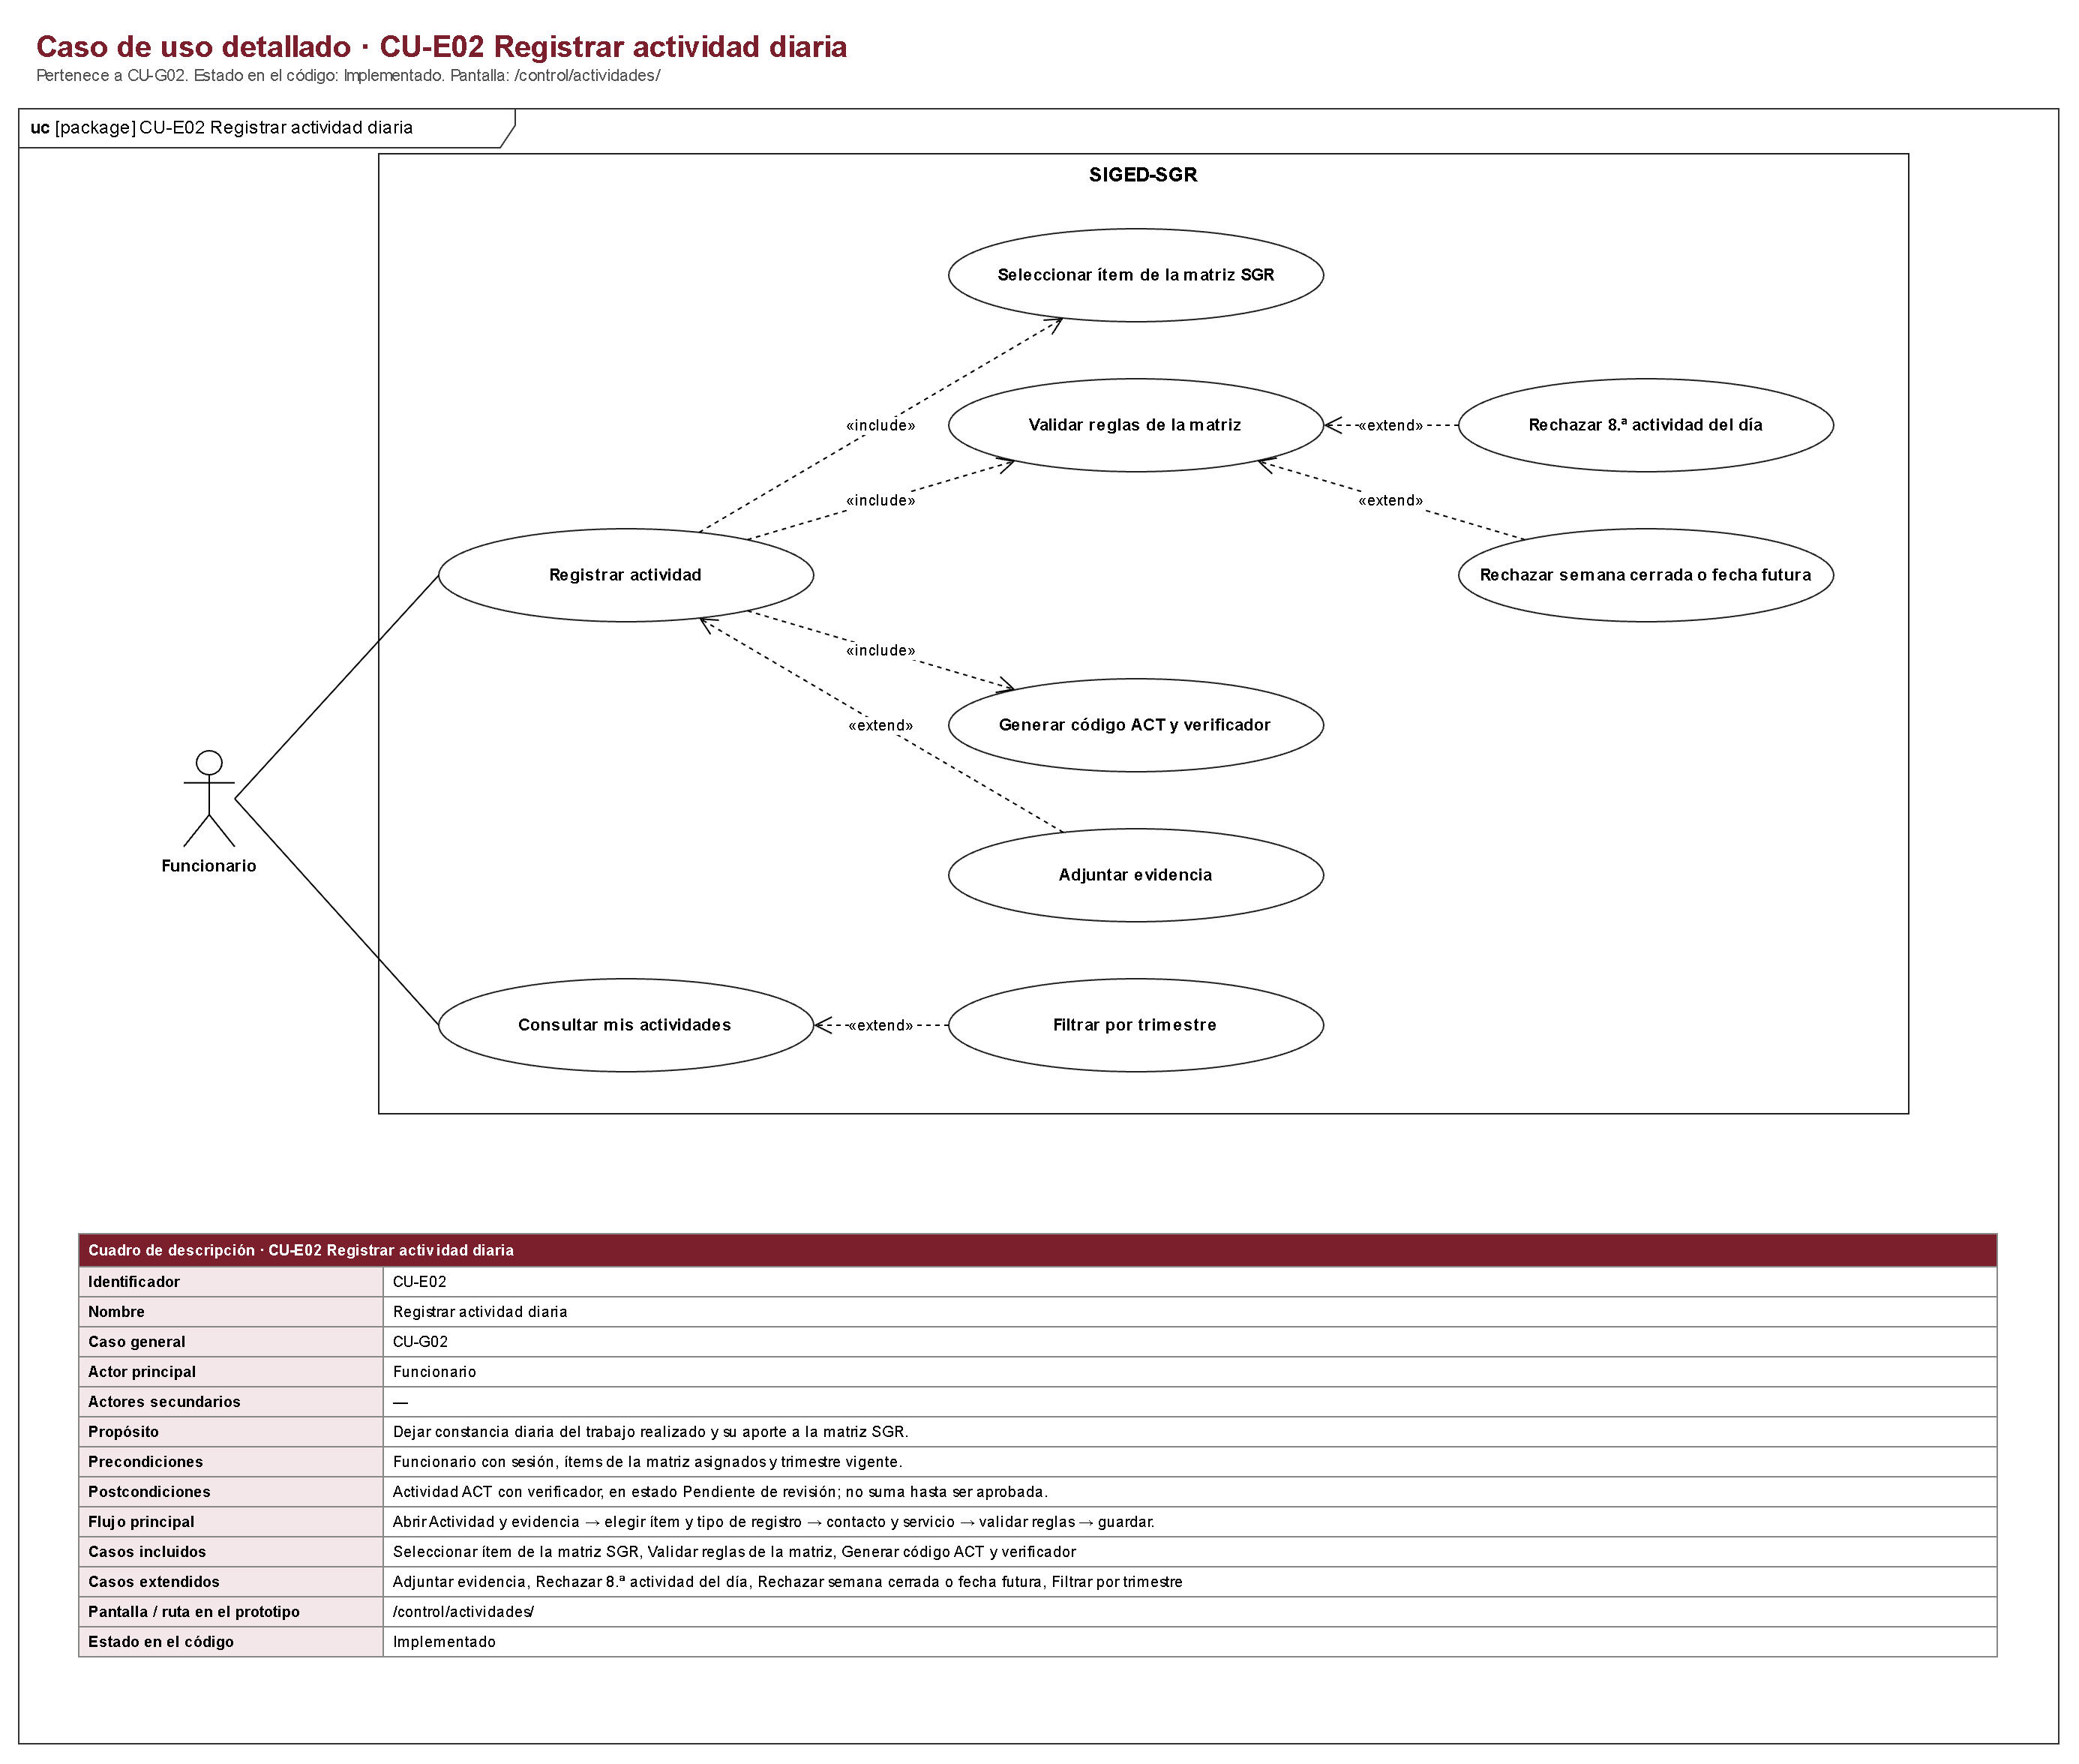 Caso de uso detallado · CU-E02 Registrar actividad diaria
Pertenece a CU-G02. Estado en el código: Implementado. Pantalla: /control/actividades/
uc [package] CU-E02 Registrar actividad diaria
SIGED-SGR
Seleccionar ítem de la matriz SGR
«include»
Validar reglas de la matriz
«extend»
Rechazar 8.ª actividad del día
«include»
«extend»
Registrar actividad
Rechazar semana cerrada o fecha futura
«include»
«extend»
Generar código ACT y verificador
Funcionario
Adjuntar evidencia
Consultar mis actividades
«extend»
Filtrar por trimestre
Cuadro de descripción · CU-E02 Registrar actividad diaria
Identificador CU-E02
Nombre Registrar actividad diaria
Caso general CU-G02
Actor principal Funcionario
Actores secundarios —
Propósito Dejar constancia diaria del trabajo realizado y su aporte a la matriz SGR.
Precondiciones Funcionario con sesión, ítems de la matriz asignados y trimestre vigente.
Postcondiciones Actividad ACT con verificador, en estado Pendiente de revisión; no suma hasta ser aprobada.
Flujo principal Abrir Actividad y evidencia → elegir ítem y tipo de registro → contacto y servicio → validar reglas → guardar.
Casos incluidos Seleccionar ítem de la matriz SGR, Validar reglas de la matriz, Generar código ACT y verificador
Casos extendidos Adjuntar evidencia, Rechazar 8.ª actividad del día, Rechazar semana cerrada o fecha futura, Filtrar por trimestre
Pantalla / ruta en el prototipo /control/actividades/
Estado en el código Implementado